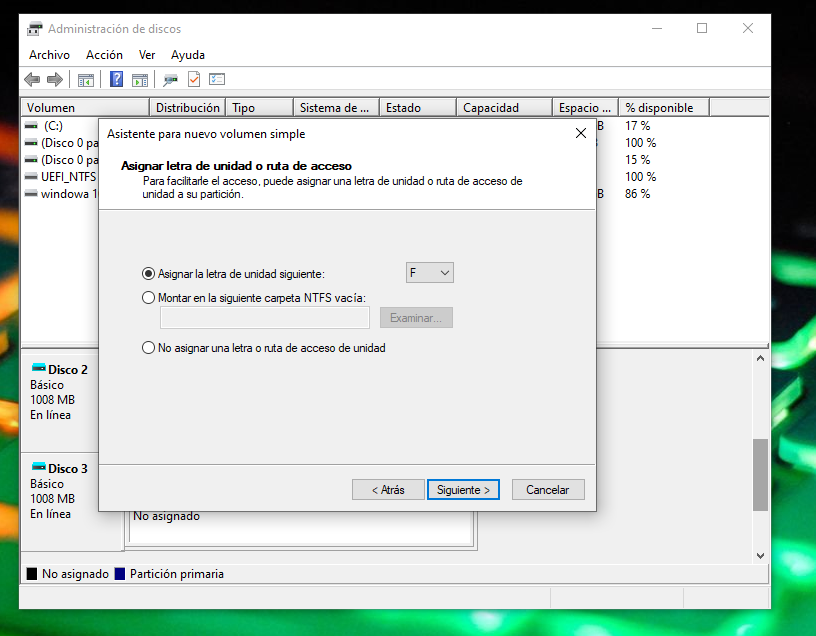 Administración de discos
Archivo Acción Ver Ayuda
Volumen Distribución Tipo Sistema de ... Estado Capacidad Espacio ... % disponible
(C:) B 17 %
(Disco 0 pa 100 %
(Disco 0 pa 15 %
UEFI_NTFS 100 %
windowa 1 B 86 %
Asistente para nuevo volumen simple
Asignar letra de unidad o ruta de acceso
Para facilitarle el acceso, puede asignar una letra de unidad o ruta de acceso de
unidad a su partición.
Asignar la letra de unidad siguiente: F
Montar en la siguiente carpeta NTFS vacía:
Examinar...
No asignar una letra o ruta de acceso de unidad
< Atrás Siguiente > Cancelar
Disco 2
Básico
1008 MB
En línea
Disco 3
Básico
1008 MB
En línea
No asignado
No asignado Partición primaria